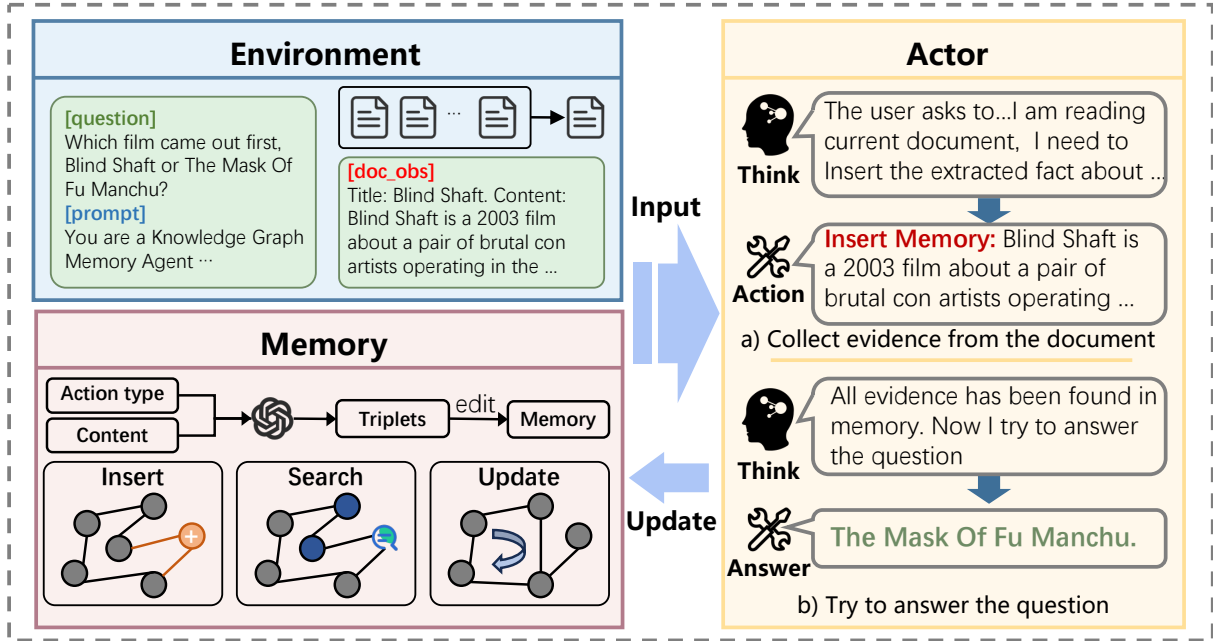 Environment
[question]
Which film came out first,
Blind Shaft or The Mask Of
Fu Manchu?
[prompt]
You are a Knowledge Graph
Memory Agent ···
...
[doc_obs]
Title: Blind Shaft. Content:
Blind Shaft is a 2003 film
about a pair of brutal con
artists operating in the ...
Memory
Action type
Content
Triplets
edit
Memory
Insert
Search
Update
Input
Update
Actor
Think
The user asks to...I am reading
current document, I need to
Insert the extracted fact about ...
Action
Insert Memory: Blind Shaft is
a 2003 film about a pair of
brutal con artists operating ...
a) Collect evidence from the document
Think
All evidence has been found in
memory. Now I try to answer
the question
Answer
The Mask Of Fu Manchu.
b) Try to answer the question